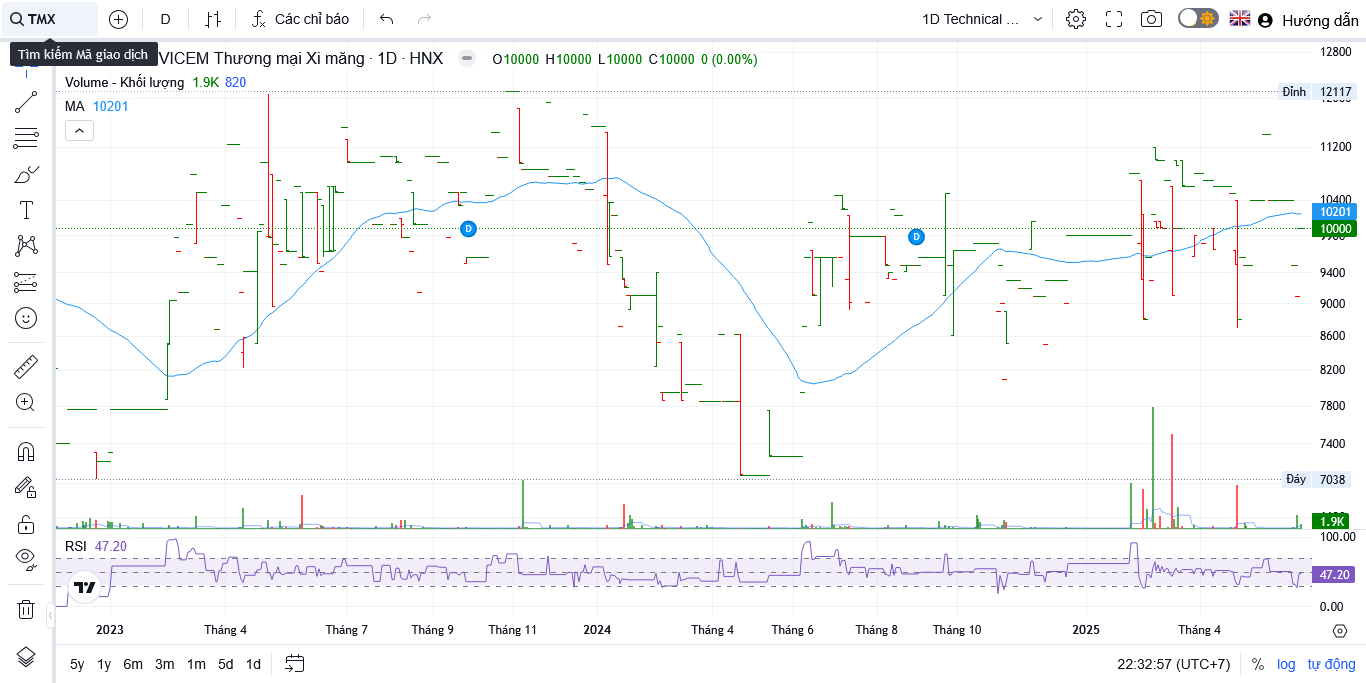 TMX
D
Các chỉ báo
1D Technical ...
Hướng dẫn
Tìm kiếm Mã giao dịch
VICEM Thương mại Xi măng · 1D · HNX
O10000 H10000 L10000 C10000 0 (0.00%)
Volume - Khối lượng 1.9K 820
MA 10201
12800
Đỉnh 12117
12000
11200
10400
10201
10000
9800
9400
9000
8600
8200
7800
7400
Đáy 7038
1.9K
RSI 47.20
100.00
47.20
0.00
D
D
2023
Tháng 4
Tháng 7
Tháng 9
Tháng 11
2024
Tháng 4
Tháng 6
Tháng 8
Tháng 10
2025
Tháng 4
5y 1y 6m 3m 1m 5d 1d
22:32:57 (UTC+7)
% log tự động